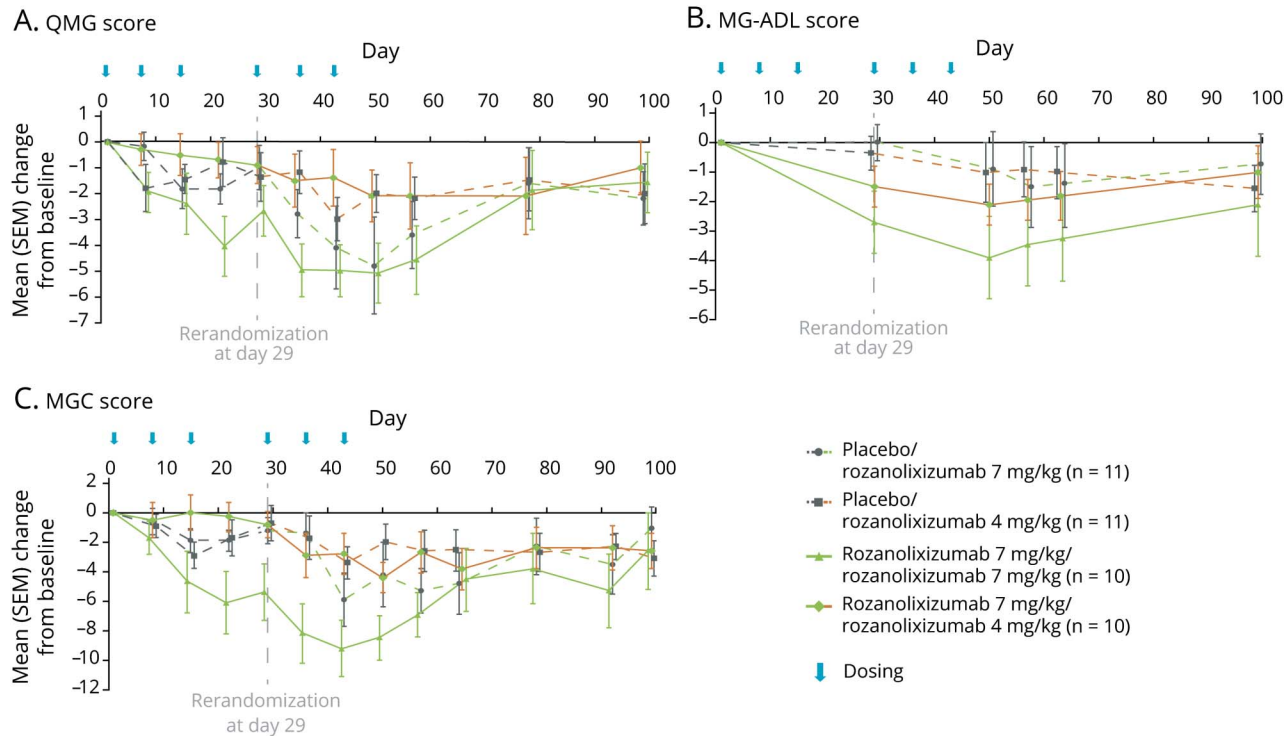 A. QMG score
Day
0 10 20 30 40 50 60 70 80 90 100
1
0
−1
−2
−3
−4
−5
−6
−7
Mean (SEM) change
from baseline
Rerandomization
at day 29
B. MG-ADL score
Day
0 10 20 30 40 50 60 70 80 90 100
1
0
−1
−2
−3
−4
−5
−6
Rerandomization
at day 29
C. MGC score
Day
0 10 20 30 40 50 60 70 80 90 100
2
0
−2
−4
−6
−8
−10
−12
Mean (SEM) change
from baseline
Rerandomization
at day 29
Placebo/
rozanolixizumab 7 mg/kg (n = 11)
Placebo/
rozanolixizumab 4 mg/kg (n = 11)
Rozanolixizumab 7 mg/kg/
rozanolixizumab 7 mg/kg (n = 10)
Rozanolixizumab 7 mg/kg/
rozanolixizumab 4 mg/kg (n = 10)
Dosing